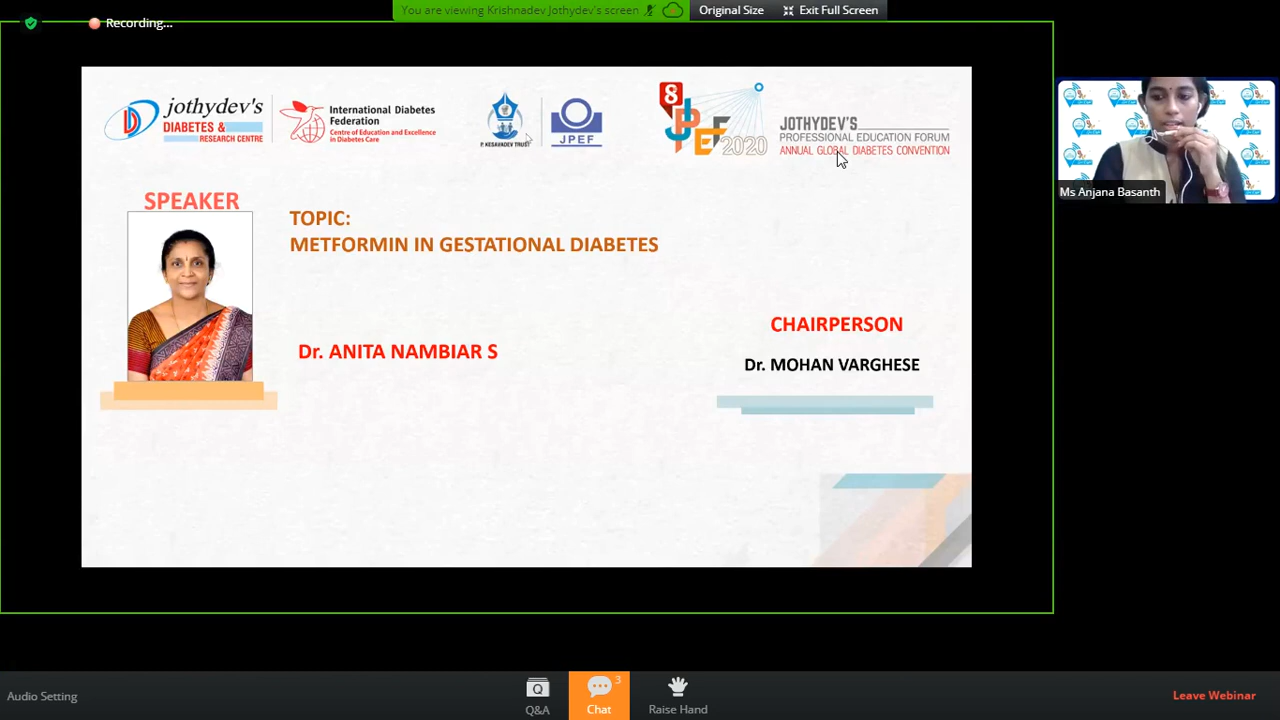 You are viewing Krishnadev Jothydev's screen
Original Size
Exit Full Screen
Recording...
jothydev's
DIABETES &
RESEARCH CENTRE
International Diabetes
Federation
Centre of Education and Excellence
in Diabetes Care
P. KESAVADEV TRUST
JPEF
8
JPEF 2020
JOTHYDEV'S
PROFESSIONAL EDUCATION FORUM
ANNUAL GLOBAL DIABETES CONVENTION
Ms Anjana Basanth
SPEAKER
TOPIC:
METFORMIN IN GESTATIONAL DIABETES
Dr. ANITA NAMBIAR S
CHAIRPERSON
Dr. MOHAN VARGHESE
Audio Setting
Q
Q&A
3
Chat
Raise Hand
Leave Webinar